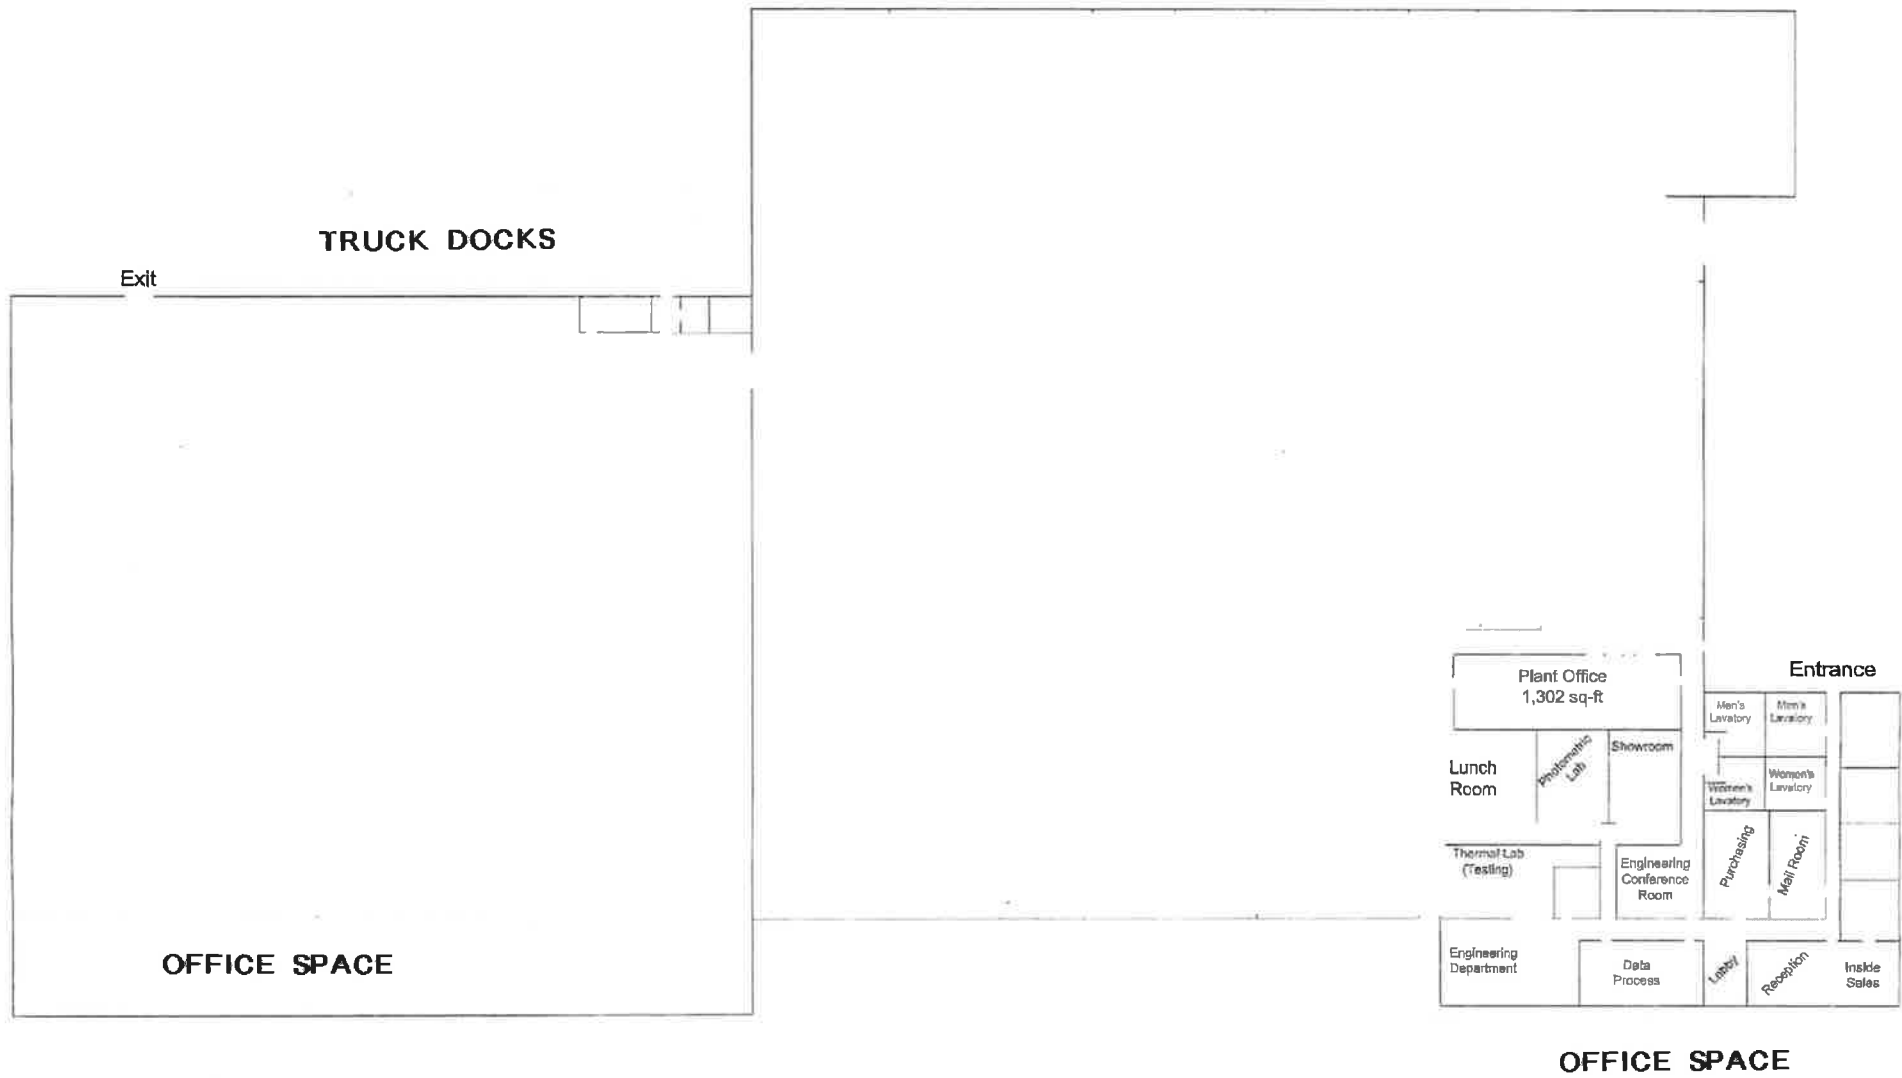 TRUCK DOCKS
Exit
Entrance
Plant Office
1,302 sq-ft
Men's
Lavatory
Men's
Lavatory
Lunch
Room
Photometric
Lab
Showroom
Women's
Lavatory
Women's
Lavatory
Thermal Lab
(Testing)
Engineering
Conference
Room
Purchasing
Mail Room
OFFICE SPACE
Engineering
Department
Data
Process
Lobby
Reception
Inside
Sales
OFFICE SPACE